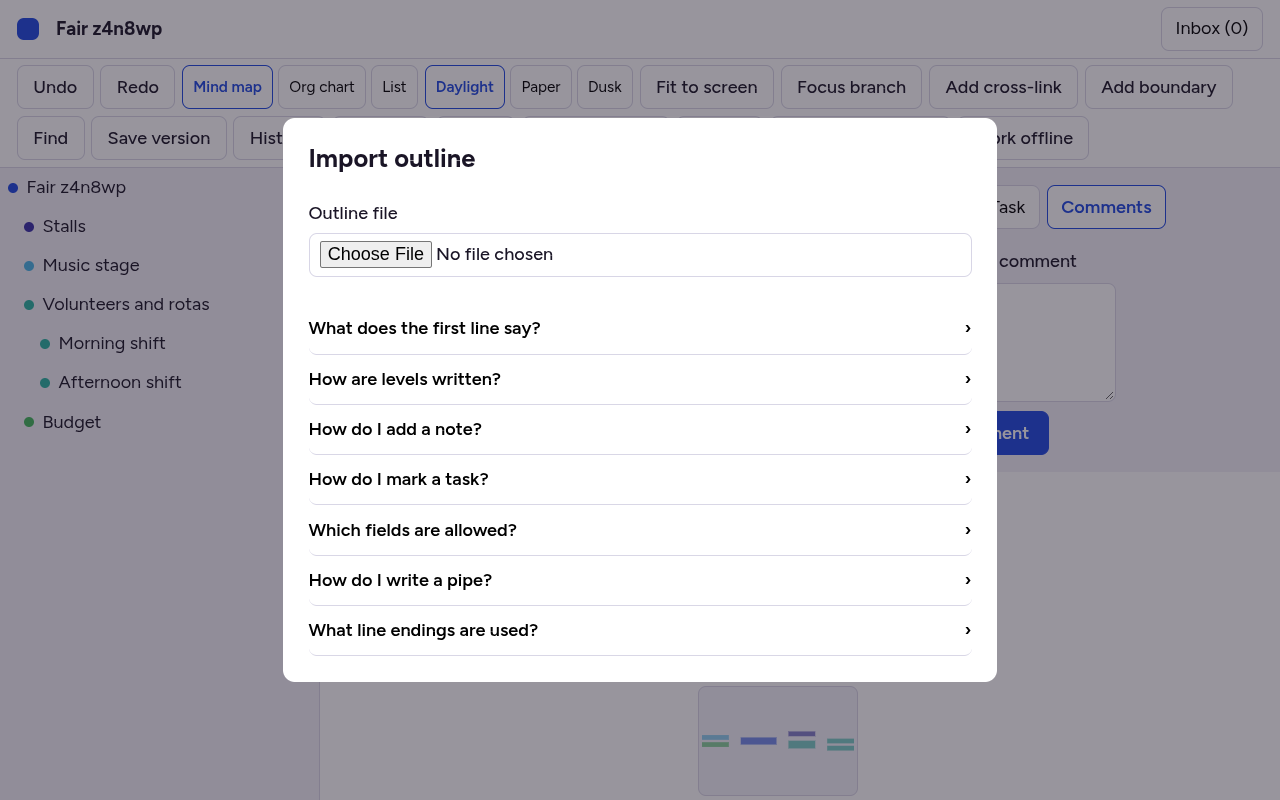 Fair z4n8wp
Inbox (0)
Undo
Redo
Mind map
Org chart
List
Daylight
Paper
Dusk
Fit to screen
Focus branch
Add cross-link
Add boundary
Find
Save version
Hist
rk offline
Fair z4n8wp
Stalls
Music stage
Volunteers and rotas
Morning shift
Afternoon shift
Budget
Import outline
Outline file
Choose File No file chosen
What does the first line say?
How are levels written?
How do I add a note?
How do I mark a task?
Which fields are allowed?
How do I write a pipe?
What line endings are used?
Task
Comments
comment
ment